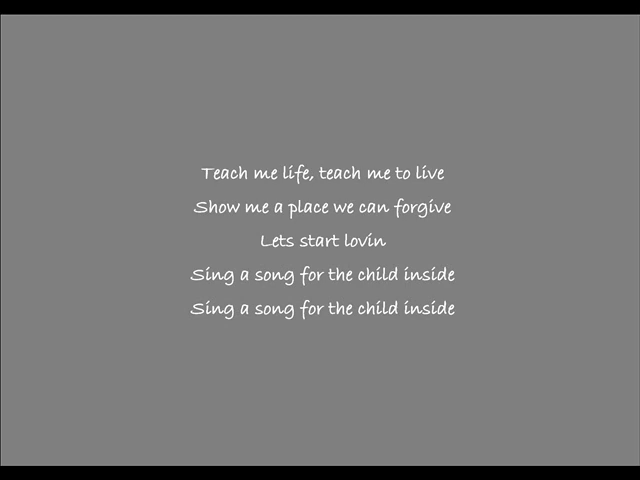 Teach me life, teach me to live
Show me a place we can forgive
Lets start lovin
Sing a song for the child inside
Sing a song for the child inside